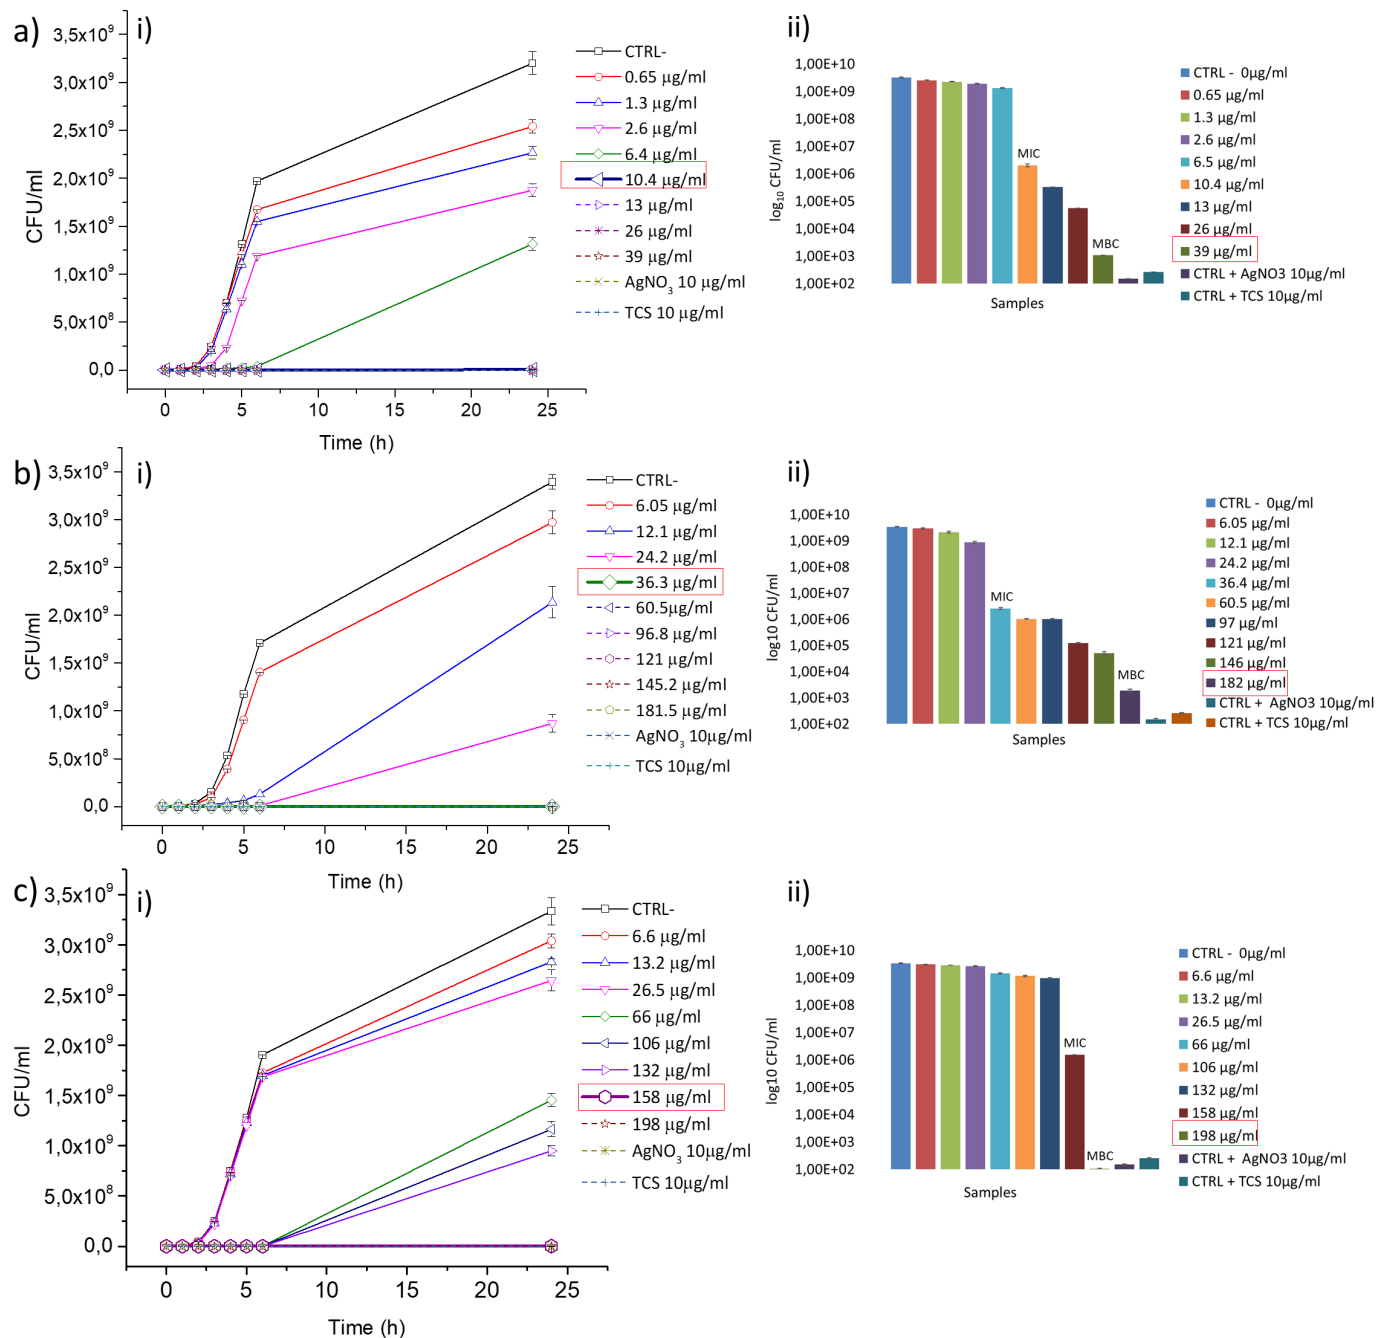 a)
i)
3,5x10⁹
3,0x10⁹
2,5x10⁹
2,0x10⁹
1,5x10⁹
1,0x10⁹
5,0x10⁸
0,0
CFU/ml
0 5 10 15 20 25
Time (h)
CTRL-
0.65 µg/ml
1.3 µg/ml
2.6 µg/ml
6.4 µg/ml
10.4 µg/ml
13 µg/ml
26 µg/ml
39 µg/ml
AgNO₃ 10 µg/ml
TCS 10 µg/ml
ii)
1,00E+10
1,00E+09
1,00E+08
1,00E+07
1,00E+06
1,00E+05
1,00E+04
1,00E+03
1,00E+02
log₁₀ CFU/ml
MIC
MBC
Samples
CTRL - 0µg/ml
0.65 µg/ml
1.3 µg/ml
2.6 µg/ml
6.5 µg/ml
10.4 µg/ml
13 µg/ml
26 µg/ml
39 µg/ml
CTRL + AgNO3 10µg/ml
CTRL + TCS 10µg/ml
b)
i)
3,5x10⁹
3,0x10⁹
2,5x10⁹
2,0x10⁹
1,5x10⁹
1,0x10⁹
5,0x10⁸
0,0
CFU/ml
0 5 10 15 20 25
Time (h)
CTRL-
6.05 µg/ml
12.1 µg/ml
24.2 µg/ml
36.3 µg/ml
60.5µg/ml
96.8 µg/ml
121 µg/ml
145.2 µg/ml
181.5 µg/ml
AgNO₃ 10µg/ml
TCS 10µg/ml
ii)
1,00E+10
1,00E+09
1,00E+08
1,00E+07
1,00E+06
1,00E+05
1,00E+04
1,00E+03
1,00E+02
log10 CFU/ml
MIC
MBC
Samples
CTRL - 0µg/ml
6.05 µg/ml
12.1 µg/ml
24.2 µg/ml
36.4 µg/ml
60.5 µg/ml
97 µg/ml
121 µg/ml
146 µg/ml
182 µg/ml
CTRL + AgNO3 10µg/ml
CTRL + TCS 10µg/ml
c)
i)
3,5x10⁹
3,0x10⁹
2,5x10⁹
2,0x10⁹
1,5x10⁹
1,0x10⁹
5,0x10⁸
0,0
CFU/ml
0 5 10 15 20 25
Time (h)
CTRL-
6.6 µg/ml
13.2 µg/ml
26.5 µg/ml
66 µg/ml
106 µg/ml
132 µg/ml
158 µg/ml
198 µg/ml
AgNO₃ 10µg/ml
TCS 10µg/ml
ii)
1,00E+10
1,00E+09
1,00E+08
1,00E+07
1,00E+06
1,00E+05
1,00E+04
1,00E+03
1,00E+02
log10 CFU/ml
MIC
MBC
Samples
CTRL - 0µg/ml
6.6 µg/ml
13.2 µg/ml
26.5 µg/ml
66 µg/ml
106 µg/ml
132 µg/ml
158 µg/ml
198 µg/ml
CTRL + AgNO3 10µg/ml
CTRL + TCS 10µg/ml